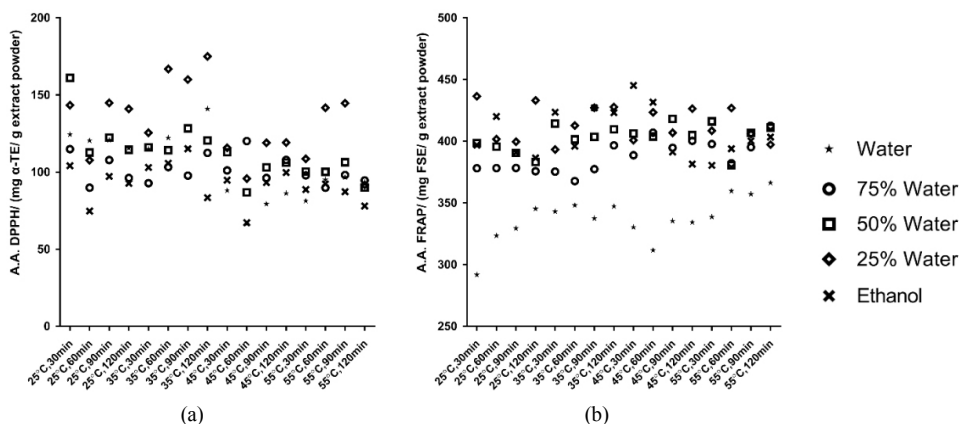 A.A. DPPH/ (mg α-TE/ g extract powder)
200
150
100
50
0
25°C,30min
25°C,60min
25°C,90min
25°C,120min
35°C,30min
35°C,60min
35°C,90min
35°C,120min
45°C,30min
45°C,60min
45°C,90min
45°C,120min
55°C,30min
55°C,60min
55°C,90min
55°C,120min
(a)
A.A. FRAP/ (mg FSE/ g extract powder)
500
450
400
350
300
250
25°C,30min
25°C,60min
25°C,90min
25°C,120min
35°C,30min
35°C,60min
35°C,90min
35°C,120min
45°C,30min
45°C,60min
45°C,90min
45°C,120min
55°C,30min
55°C,60min
55°C,90min
55°C,120min
(b)
Water
75% Water
50% Water
25% Water
Ethanol